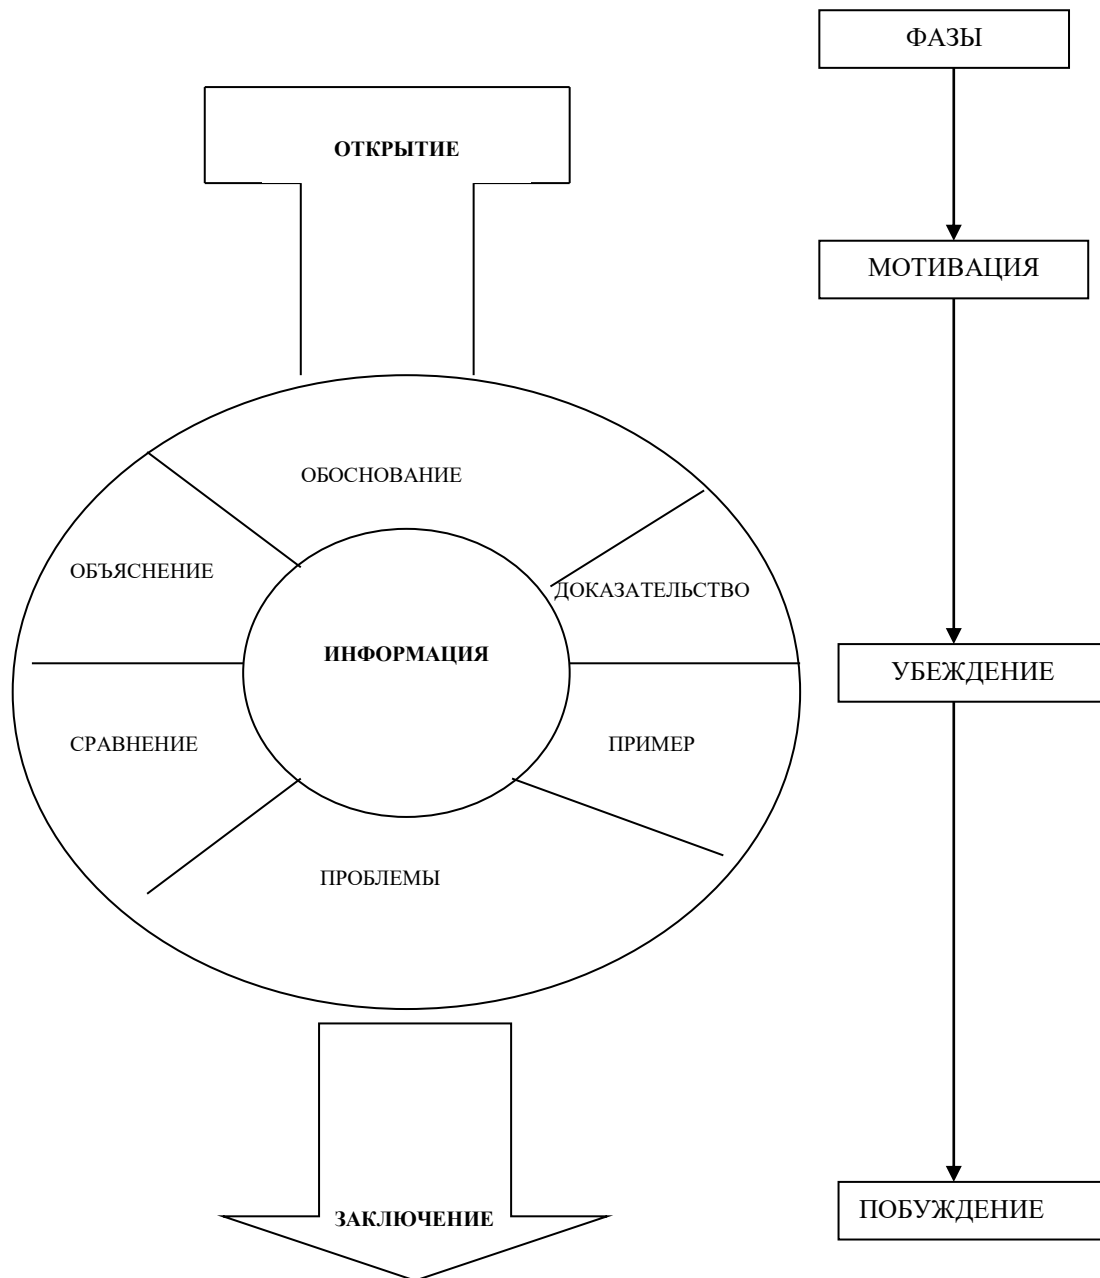 ФАЗЫ
ОТКРЫТИЕ
МОТИВАЦИЯ
ОБОСНОВАНИЕ
ОБЪЯСНЕНИЕ
ДОКАЗАТЕЛЬСТВО
ИНФОРМАЦИЯ
УБЕЖДЕНИЕ
СРАВНЕНИЕ
ПРИМЕР
ПРОБЛЕМЫ
ЗАКЛЮЧЕНИЕ
ПОБУЖДЕНИЕ